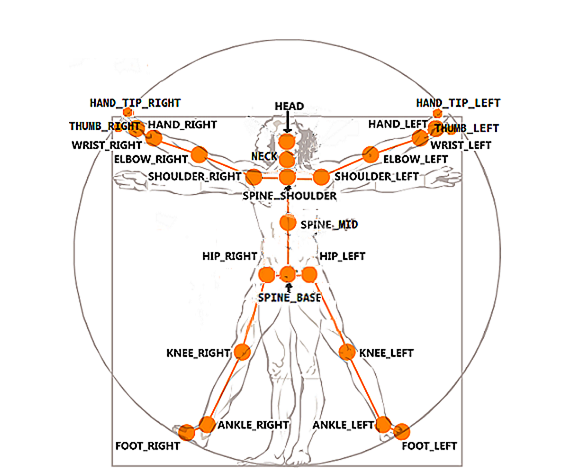 HAND_TIP_RIGHT
HEAD
HAND_TIP_LEFT
THUMB_RIGHT
HAND_RIGHT
HAND_LEFT
THUMB_LEFT
WRIST_RIGHT
WRIST_LEFT
ELBOW_RIGHT
NECK
ELBOW_LEFT
SHOULDER_RIGHT
SHOULDER_LEFT
SPINE_SHOULDER
SPINE_MID
HIP_RIGHT
HIP_LEFT
SPINE_BASE
KNEE_RIGHT
KNEE_LEFT
ANKLE_RIGHT
ANKLE_LEFT
FOOT_RIGHT
FOOT_LEFT